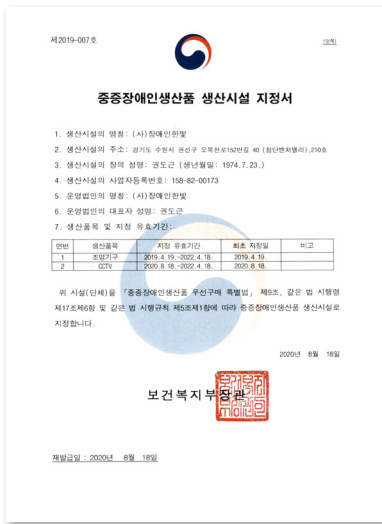 제2019-007호
(앞쪽)
중증장애인생산품 생산시설 지정서
1. 생산시설의 명칭: (사)장애인한빛
2. 생산시설의 주소: 경기도 수원시 권선구 오목천로152번길 40 (첨단벤처밸리),210호
3. 생산시설의 장의 성명: 권도근 (생년월일: 1974.7.23.)
4. 생산시설의 사업자등록번호: 158-82-00173
5. 운영법인의 명칭: (사)장애인한빛
6. 운영법인의 대표자 성명: 권도근
7. 생산품목 및 지정 유효기간:
연번 생산품목 지정 유효기간 최초 지정일 비고
1 조명기구 2019.4.19.~2022.4.18. 2019.4.19.
2 CCTV 2020.8.18.~2022.4.18. 2020.8.18.
위 시설(단체)을 「중증장애인생산품 우선구매 특별법」 제9조, 같은 법 시행령
제17조제6항 및 같은 법 시행규칙 제5조제1항에 따라 중증장애인생산품 생산시설로
지정합니다.
2020년 8월 18일
보건복지부장관
재발급일 : 2020년 8월 18일